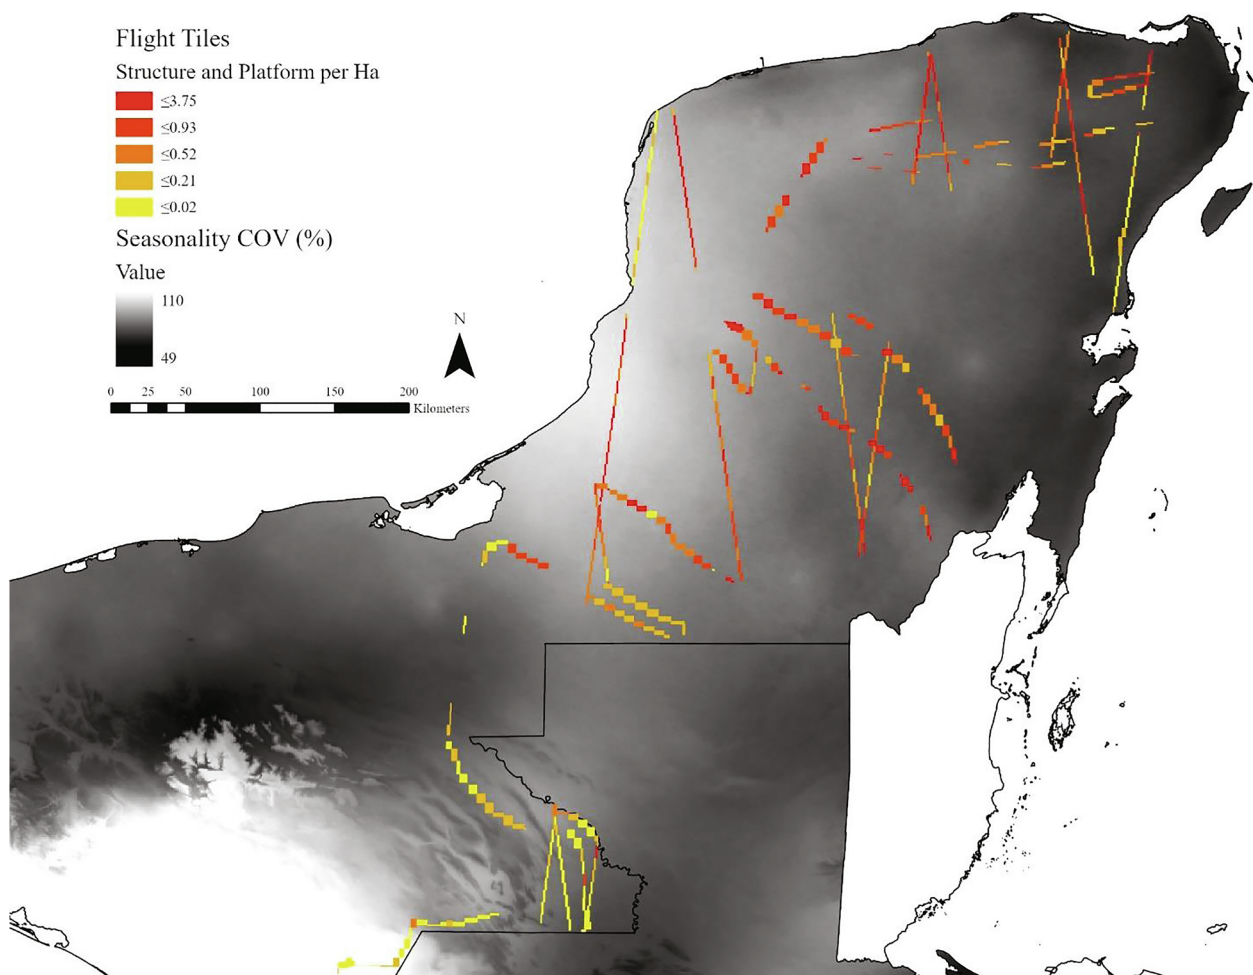 Flight Tiles
Structure and Platform per Ha
≤3.75
≤0.93
≤0.52
≤0.21
≤0.02
Seasonality COV (%)
Value
110
49
N
0 25 50 100 150 200
Kilometers